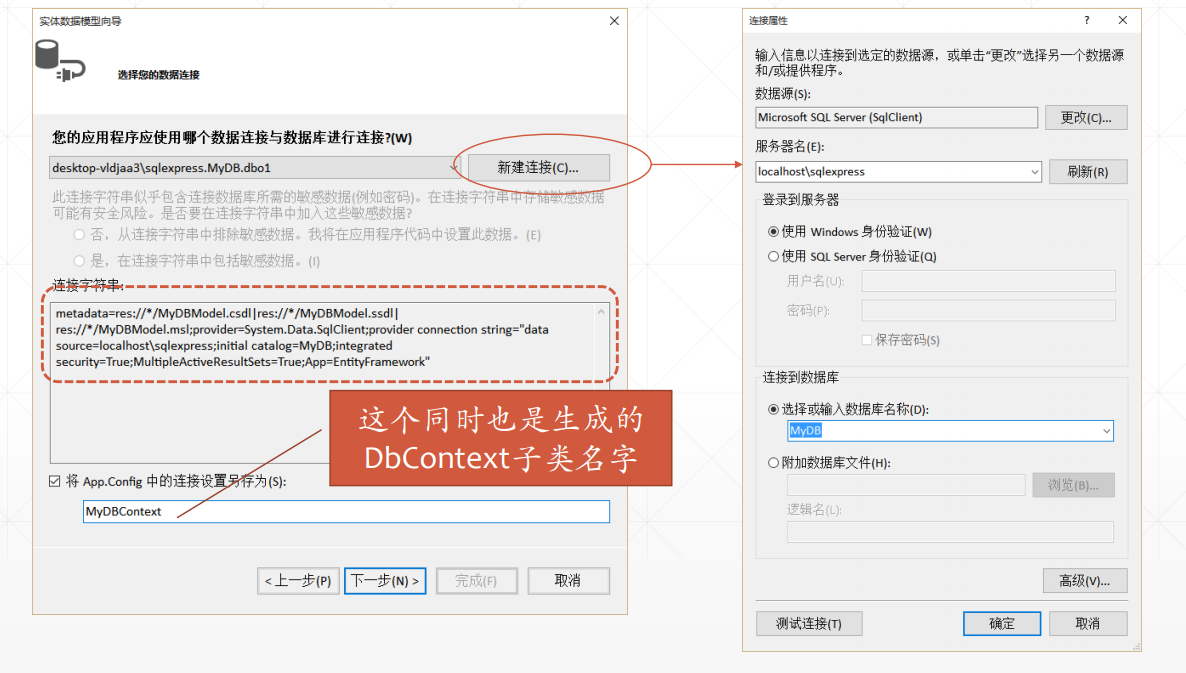 实体数据模型向导
选择您的数据连接
您的应用程序应使用哪个数据连接与数据库进行连接?(W)
desktop-vldjaa3\sqlexpress.MyDB.dbo1
新建连接(C)...
此连接字符串似乎包含连接数据库所需的敏感数据(例如密码)。在连接字符串中存储敏感数据
可能有安全风险。是否要在连接字符串中加入这些敏感数据?
否，从连接字符串中排除敏感数据。我将在应用程序代码中设置此数据。(E)
是，在连接字符串中包括敏感数据。(I)
连接字符串:
metadata=res://*/MyDBModel.csdl|res://*/MyDBModel.ssdl|
res://*/MyDBModel.msl;provider=System.Data.SqlClient;provider connection string="data
source=localhost\sqlexpress;initial catalog=MyDB;integrated
security=True;MultipleActiveResultSets=True;App=EntityFramework"
这个同时也是生成的
DbContext子类名字
将 App.Config 中的连接设置另存为(S):
MyDBContext
< 上一步(P)
下一步(N) >
完成(F)
取消
连接属性
?
输入信息以连接到选定的数据源，或单击“更改”选择另一个数据源
和/或提供程序。
数据源(S):
Microsoft SQL Server (SqlClient)
更改(C)...
服务器名(E):
localhost\sqlexpress
刷新(R)
登录到服务器
使用 Windows 身份验证(W)
使用 SQL Server 身份验证(Q)
用户名(U):
密码(P):
保存密码(S)
连接到数据库
选择或输入数据库名称(D):
MyDB
附加数据库文件(H):
浏览(B)...
逻辑名(L):
高级(V)...
测试连接(T)
确定
取消